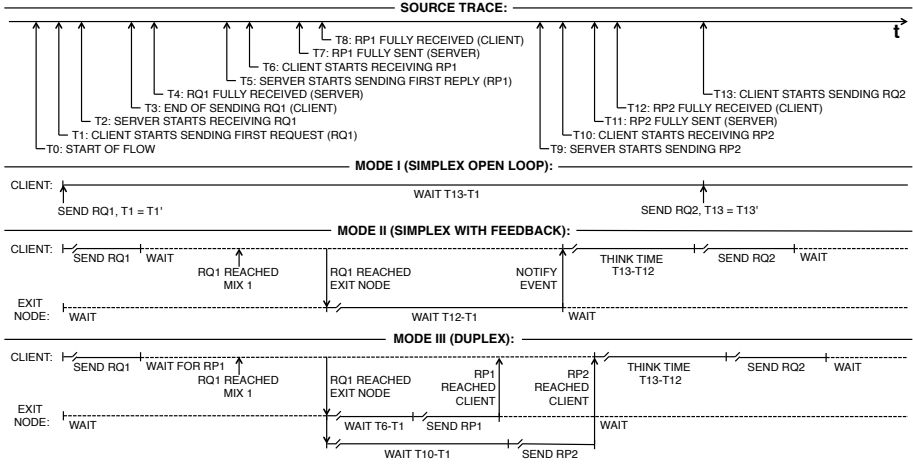 SOURCE TRACE:
t
T8: RP1 FULLY RECEIVED (CLIENT)
T7: RP1 FULLY SENT (SERVER)
T6: CLIENT STARTS RECEIVING RP1
T5: SERVER STARTS SENDING FIRST REPLY (RP1)
T4: RQ1 FULLY RECEIVED (SERVER)
T3: END OF SENDING RQ1 (CLIENT)
T2: SERVER STARTS RECEIVING RQ1
T1: CLIENT STARTS SENDING FIRST REQUEST (RQ1)
T0: START OF FLOW
T13: CLIENT STARTS SENDING RQ2
T12: RP2 FULLY RECEIVED (CLIENT)
T11: RP2 FULLY SENT (SERVER)
T10: CLIENT STARTS RECEIVING RP2
T9: SERVER STARTS SENDING RP2
MODE I (SIMPLEX OPEN LOOP):
CLIENT:
WAIT T13-T1
SEND RQ1, T1 = T1'
SEND RQ2, T13 = T13'
MODE II (SIMPLEX WITH FEEDBACK):
CLIENT:
SEND RQ1
WAIT
RQ1 REACHED
MIX 1
RQ1 REACHED
EXIT NODE
NOTIFY
EVENT
THINK TIME
T13-T12
SEND RQ2
WAIT
EXIT
NODE:
WAIT
WAIT T12-T1
WAIT
MODE III (DUPLEX):
CLIENT:
SEND RQ1
WAIT FOR RP1
RQ1 REACHED
MIX 1
RQ1 REACHED
EXIT NODE
RP1
REACHED
CLIENT
RP2
REACHED
CLIENT
THINK TIME
T13-T12
SEND RQ2
WAIT
EXIT
NODE:
WAIT
WAIT T6-T1
SEND RP1
WAIT
WAIT T10-T1
SEND RP2